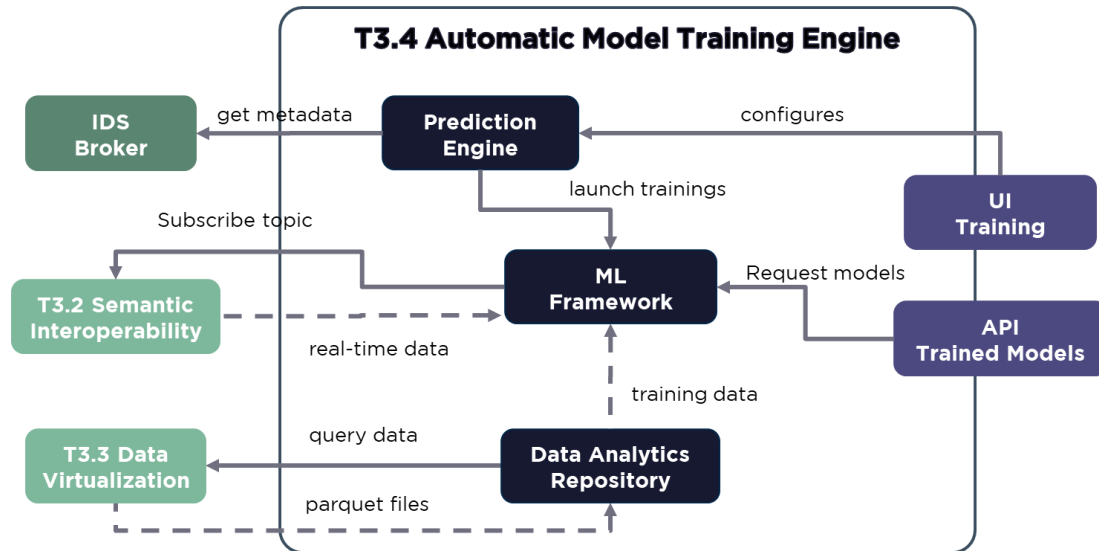 T3.4 Automatic Model Training Engine
IDS
Broker
get metadata
Prediction
Engine
configures
launch trainings
UI
Training
Subscribe topic
T3.2 Semantic
Interoperability
ML
Framework
Request models
real-time data
API
Trained Models
training data
T3.3 Data
Virtualization
query data
Data Analytics
Repository
parquet files